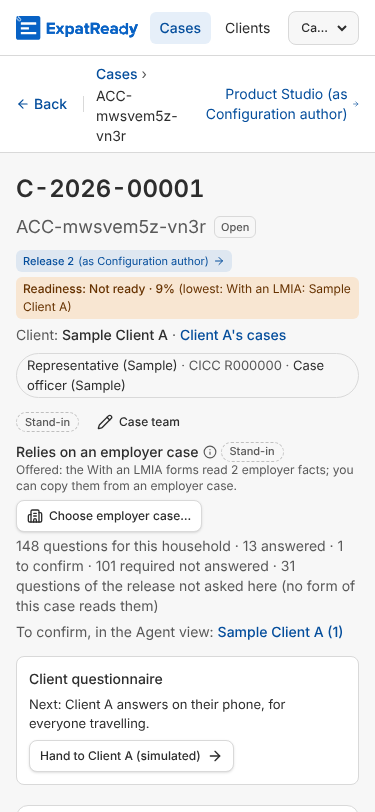 ExpatReady
Cases
Clients
Ca...
Back
Cases ›
ACC-
mwsvem5z-
vn3r
Product Studio (as
Configuration author) →
C-2026-00001
ACC-mwsvem5z-vn3r
Open
Release 2 (as Configuration author) →
Readiness: Not ready · 9% (lowest: With an LMIA: Sample
Client A)
Client: Sample Client A · Client A's cases
Representative (Sample) · CICC R000000 · Case
officer (Sample)
Stand-in
Case team
Relies on an employer case
Stand-in
Offered: the With an LMIA forms read 2 employer facts; you
can copy them from an employer case.
Choose employer case...
148 questions for this household · 13 answered · 1
to confirm · 101 required not answered · 31
questions of the release not asked here (no form of
this case reads them)
To confirm, in the Agent view: Sample Client A (1)
Client questionnaire
Next: Client A answers on their phone, for
everyone travelling.
Hand to Client A (simulated) →